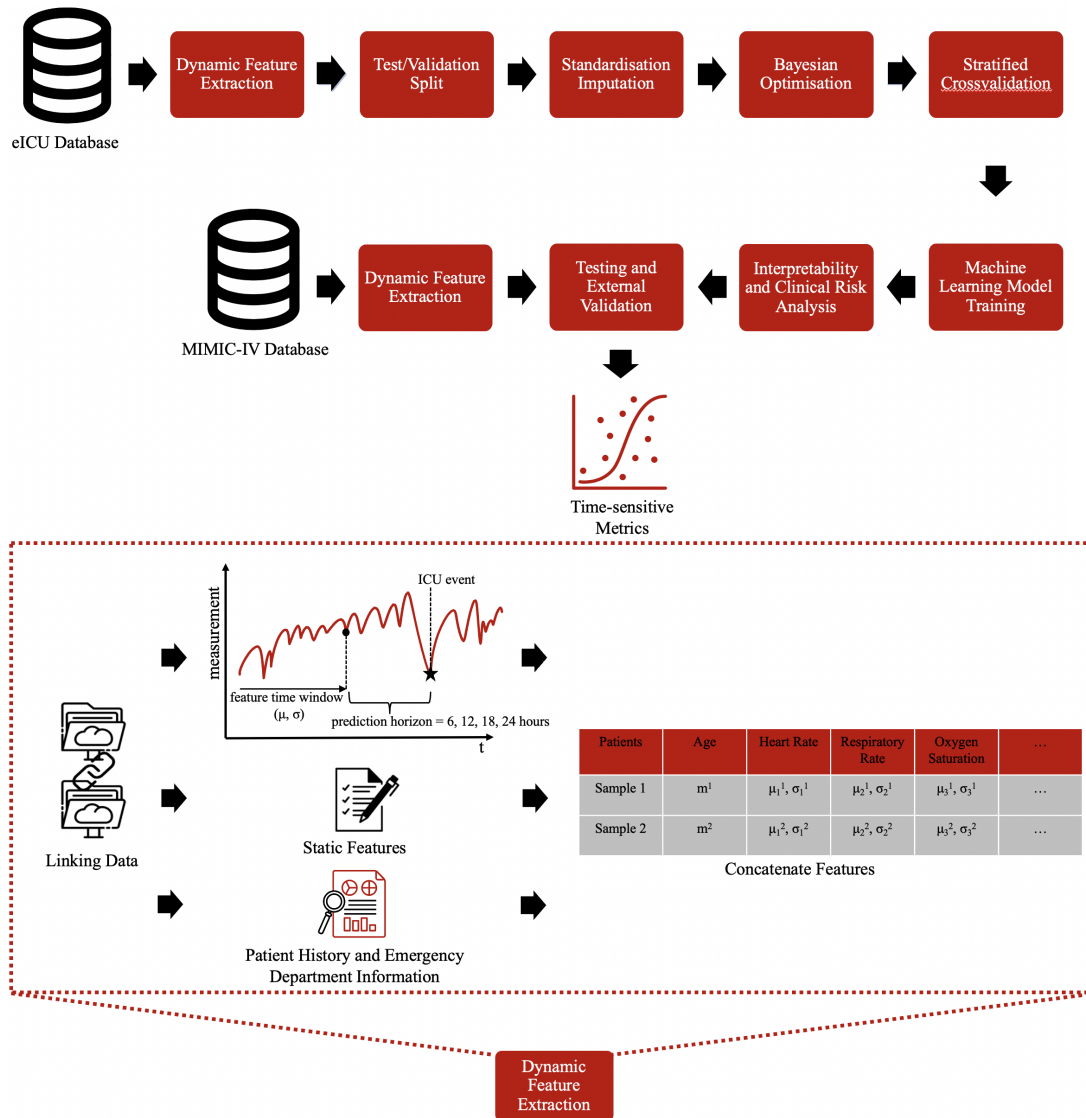 Dynamic Feature
Extraction
Test/Validation
Split
Standardisation
Imputation
Bayesian
Optimisation
Stratified
Crossvalidation
eICU Database
Dynamic Feature
Extraction
Testing and
External
Validation
Interpretability
and Clinical Risk
Analysis
Machine
Learning Model
Training
MIMIC-IV Database
Time-sensitive
Metrics
ICU event
measurement
feature time window
(μ, σ)
prediction horizon = 6, 12, 18, 24 hours
t
Linking Data
Static Features
Patient History and Emergency
Department Information
Patients
Age
Heart Rate
Respiratory
Rate
Oxygen
Saturation
…
Sample 1
m¹
μ₁¹, σ₁¹
μ₂¹, σ₂¹
μ₃¹, σ₃¹
…
Sample 2
m²
μ₁², σ₁²
μ₂², σ₂²
μ₃², σ₃²
…
Concatenate Features
Dynamic
Feature
Extraction